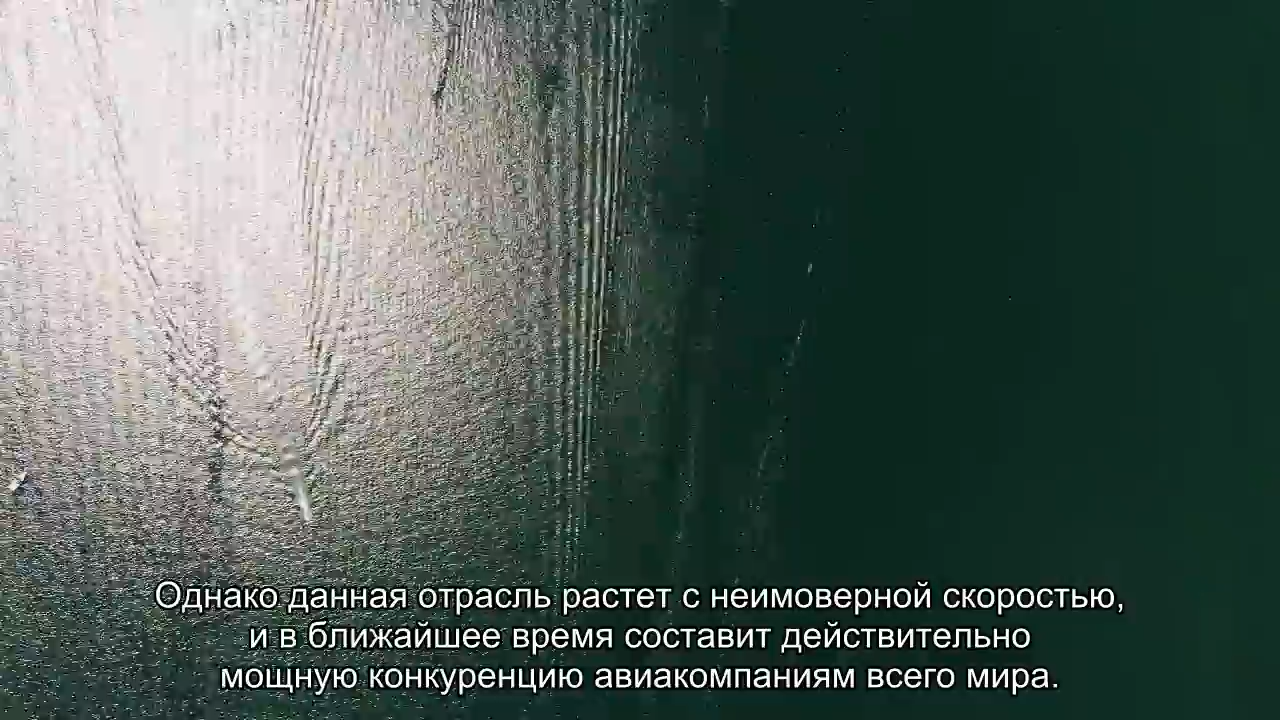 Однако данная отрасль растет с неимоверной скоростью,
и в ближайшее время составит действительно
мощную конкуренцию авиакомпаниям всего мира.